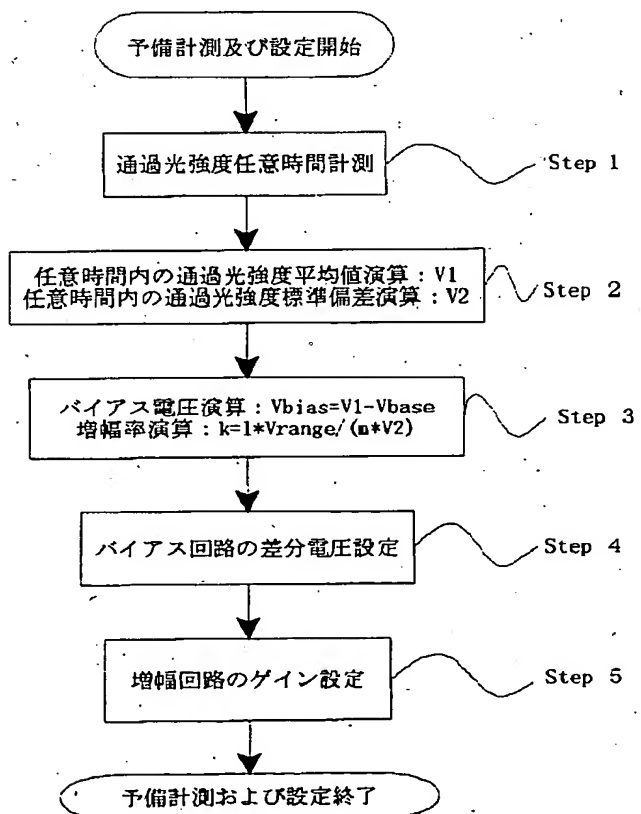 予備計測及び設定開始
通過光強度任意時間計測
Step 1
任意時間内の通過光強度平均値演算：V1
任意時間内の通過光強度標準偏差演算：V2
Step 2
バイアス電圧演算：Vbias=V1-Vbase
増幅率演算：k=1*Vrange/(m*V2)
Step 3
バイアス回路の差分電圧設定
Step 4
増幅回路のゲイン設定
Step 5
予備計測および設定終了